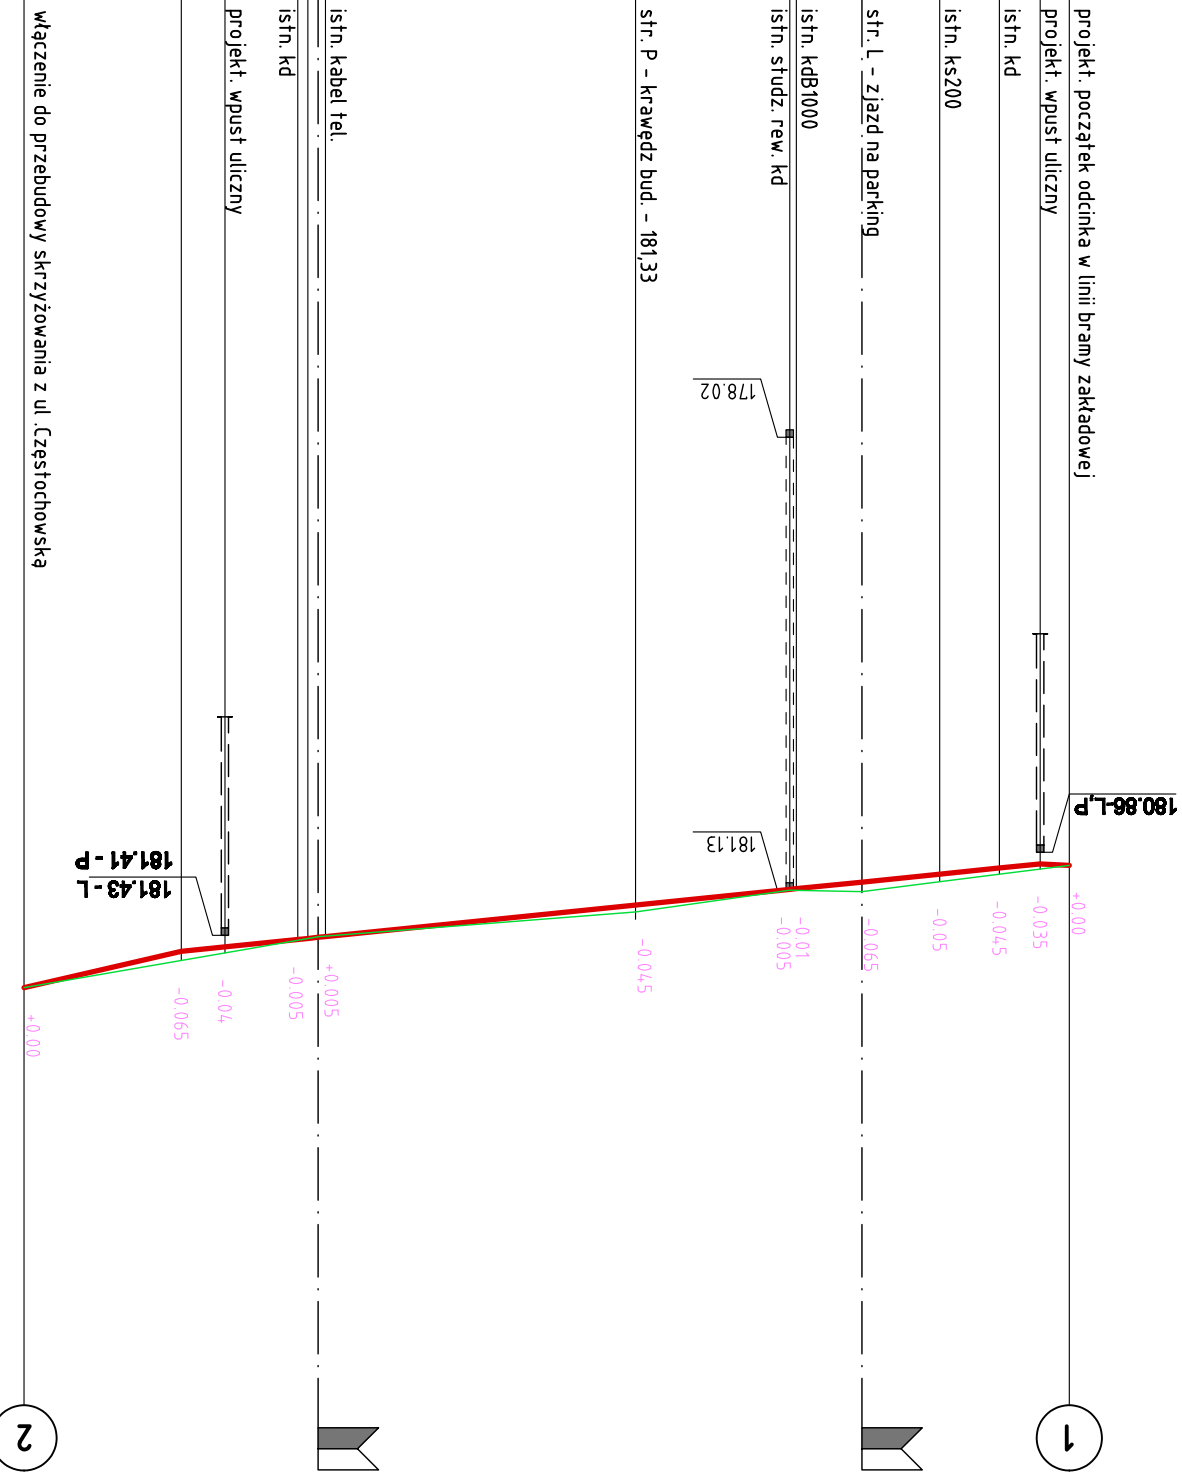 projekt. początek odcinka w linii bramy zakładowej
projekt. wpust uliczny
istn. kd
istn. ks200
str. L - zjazd na parking
istn. kdB1000
istn. studz. rew. kd
str. P - krawędz bud. - 181,33
istn. kabel tel.
istn. kd
projekt. wpust uliczny
włączenie do przebudowy skrzyżowania z ul .Częstochowską
178.02
181.13
180.86-L,P
181.43 - L
181.41 - P
+0.00
-0.035
-0.045
-0.05
-0.065
-0.01
-0.005
-0.045
+0.005
-0.005
-0.04
-0.065
+0.00
1
2